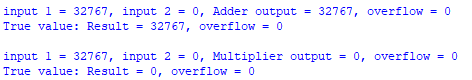 input 1 = 32767, input 2 = 0, Adder output = 32767, overflow = 0
True value: Result = 32767, overflow = 0
input 1 = 32767, input 2 = 0, Multiplier output = 0, overflow = 0
True value: Result = 0, overflow = 0